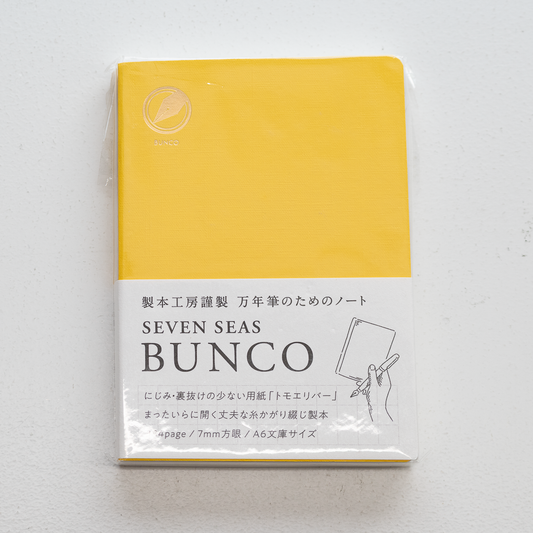 BUNCO
製本工房謹製 万年筆のためのノート
SEVEN SEAS
BUNCO
にじみ・裏抜けの少ない用紙「トモエリバー」
まったいらに開く丈夫な糸かがり綴じ製本
page / 7mm方眼 / A6文庫サイズ